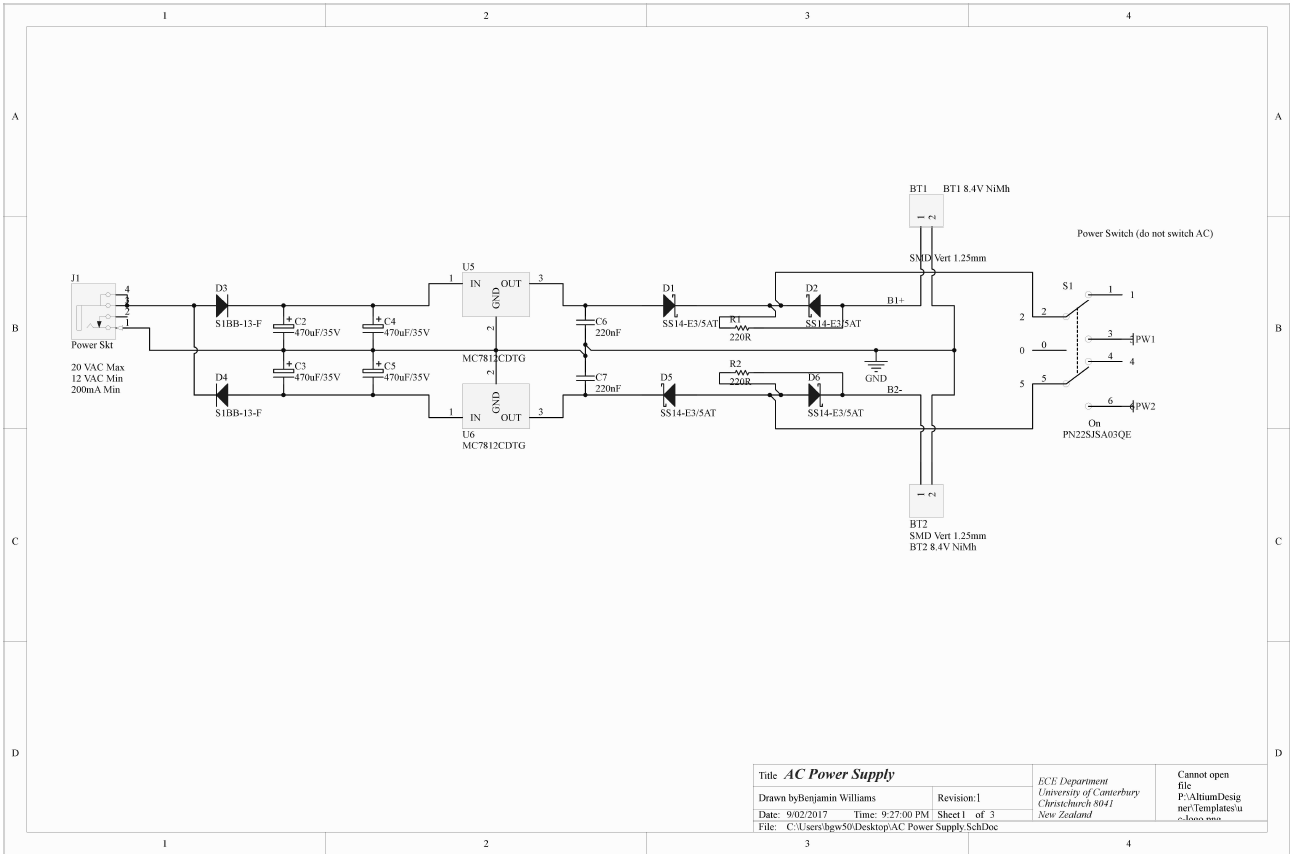 1 2 3 4
A A
BT1 BT1 8.4V NiMh
1 2
Power Switch (do not switch AC)
SMD Vert 1.25mm
U5
1 IN OUT 3
GND
2
J1
4
3
2
1
Power Skt
20 VAC Max
12 VAC Min
200mA Min
D3
S1BB-13-F
C2
470uF/35V
C4
470uF/35V
C6
220nF
D1
SS14-E3/5AT
D2
SS14-E3/5AT
R1
220R
B1+
S1
1 1
2 2
3 PW1
0 0
4 4
5 5
6 PW2
On
PN22SJSA03QE
B B
MC7812CDTG
C3
470uF/35V
C5
470uF/35V
C7
220nF
D4
S1BB-13-F
2
GND
1 IN OUT 3
U6
MC7812CDTG
R2
220R
D5
SS14-E3/5AT
D6
SS14-E3/5AT
B2-
GND
1 2
BT2
SMD Vert 1.25mm
BT2 8.4V NiMh
C C
D D
Title AC Power Supply
Drawn byBenjamin Williams Revision:1
Date: 9/02/2017 Time: 9:27:00 PM Sheet1 of 3
File: C:\Users\bgw50\Desktop\AC Power Supply.SchDoc
ECE Department
University of Canterbury
Christchurch 8041
New Zealand
Cannot open
file
P:\AltiumDesig
ner\Templates\u
c-logo.png
1 2 3 4